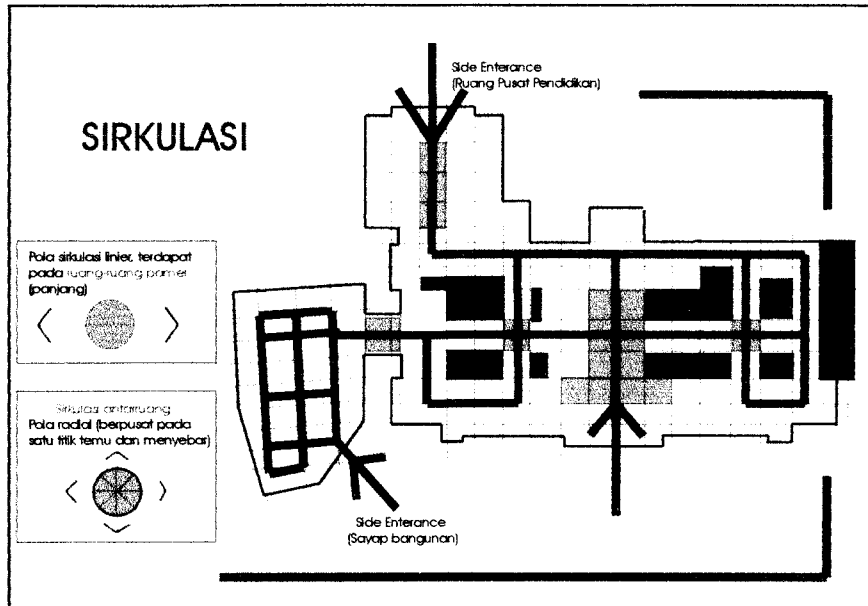 Side Enterance
(Ruang Pusat Pendidikan)
SIRKULASI
Pola sirkulasi linier, terdapat
pada ruang-ruang pamer
(panjang)
Sirkulasi antarruang
Pola radial (berpusat pada
satu titik temu dan menyebar)
Side Enterance
(Sayap bangunan)